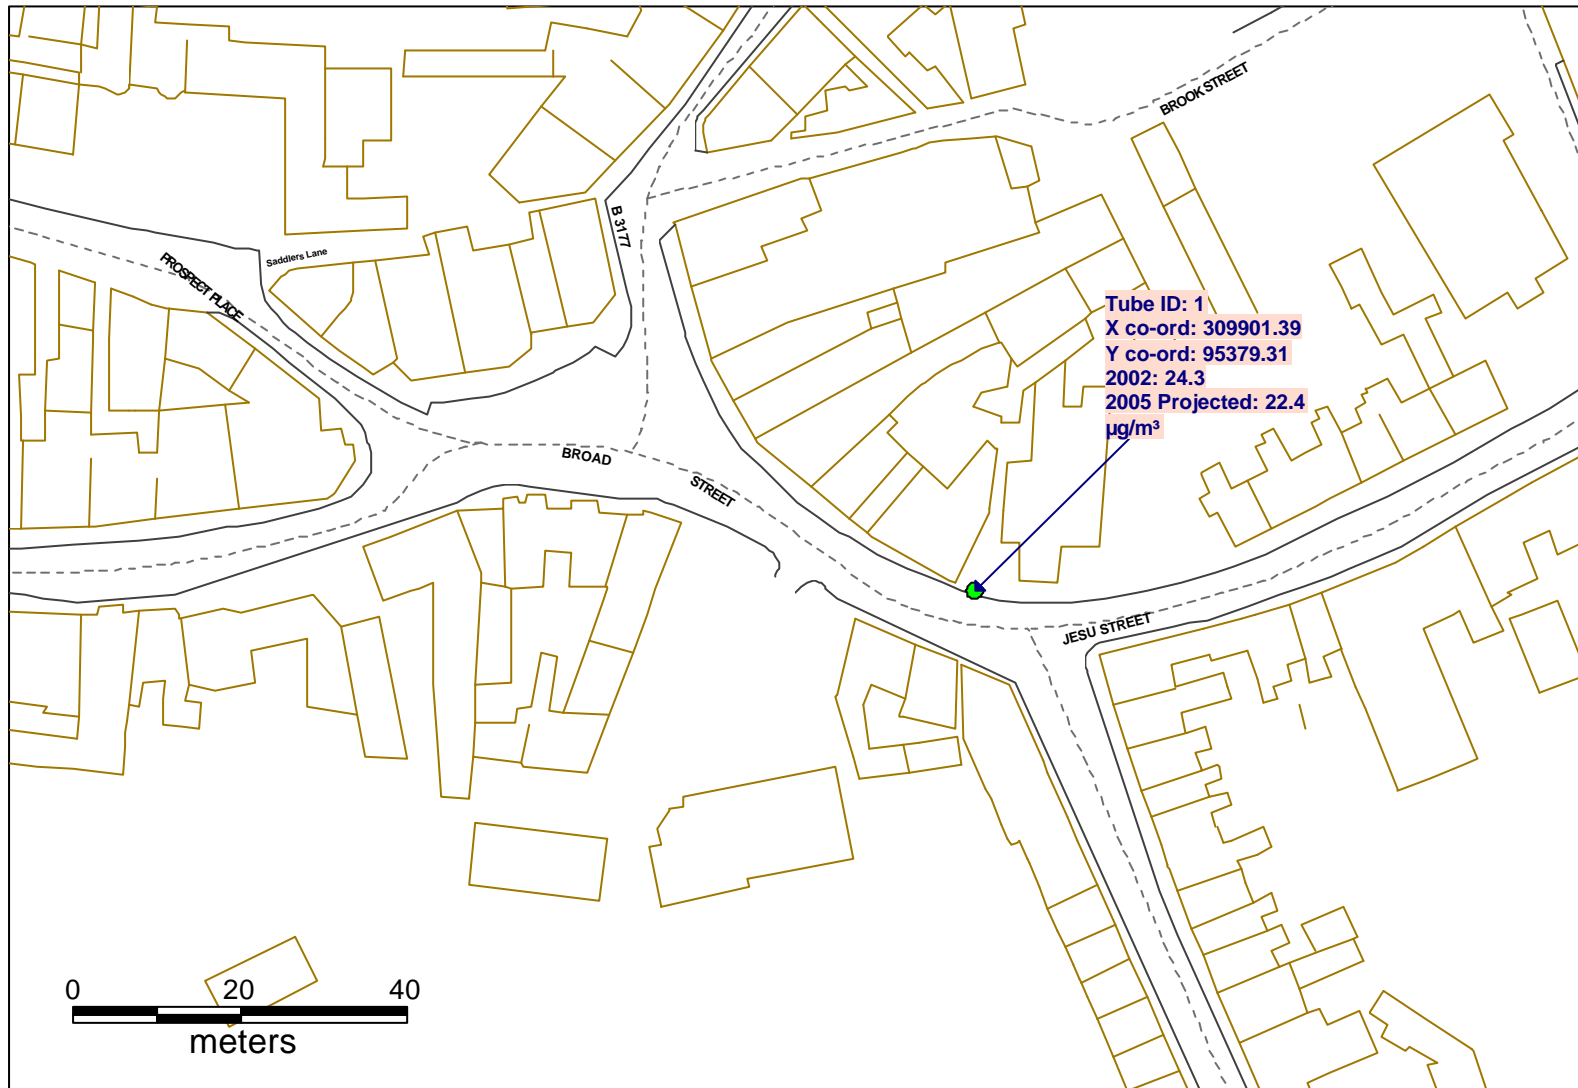 BROOK STREET
B 3177
Saddlers Lane
PROSPECT PLACE
Tube ID: 1
X co-ord: 309901.39
Y co-ord: 95379.31
2002: 24.3
2005 Projected: 22.4
µg/m³
BROAD
STREET
JESU STREET
0 20 40
meters